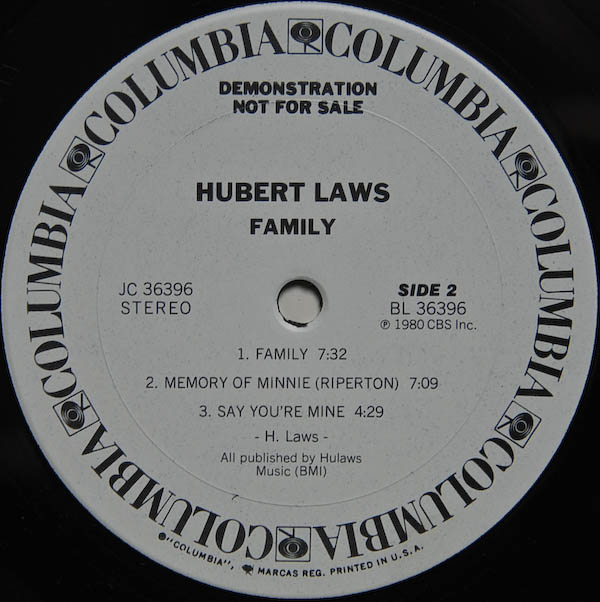 COLUMBIA COLUMBIA COLUMBIA COLUMBIA COLUMBIA COLUMBIA COLUMBIA COLUMBIA
DEMONSTRATION
NOT FOR SALE
HUBERT LAWS
FAMILY
JC 36396
STEREO
SIDE 2
BL 36396
℗ 1980 CBS Inc.
1. FAMILY 7:32
2. MEMORY OF MINNIE (RIPERTON) 7:09
3. SAY YOU'RE MINE 4:29
- H. Laws -
All published by Hulaws
Music (BMI)
®"COLUMBIA", MARCAS REG. PRINTED IN U.S.A.